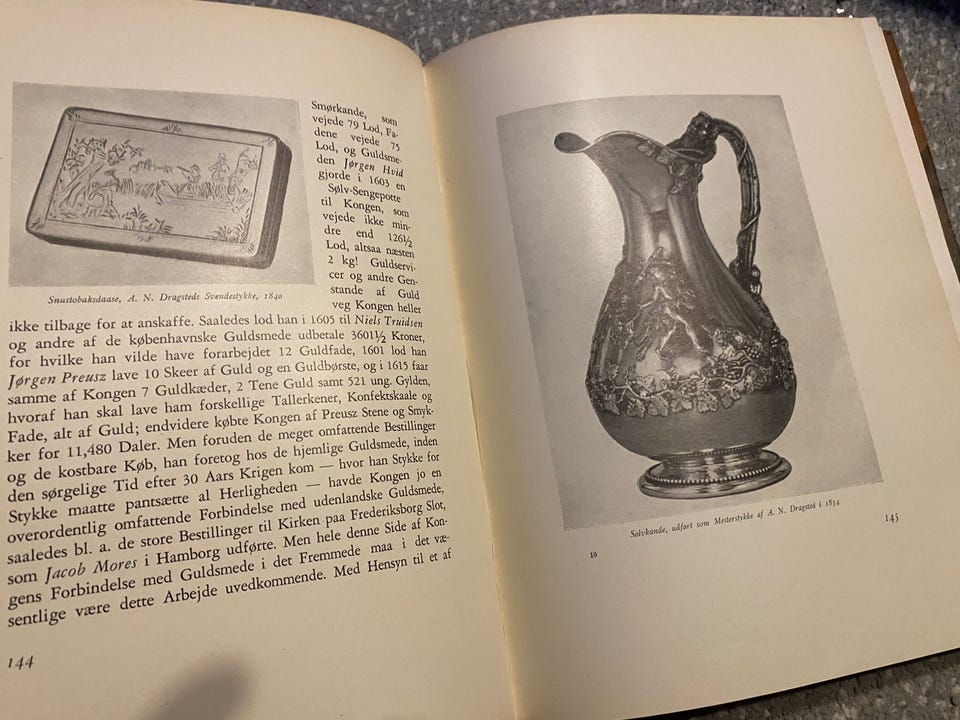 Smørkande, som
vejede 79 Lod, Fa-
dene vejede 75
Lod, og Guldsme-
den Jørgen Hvid
gjorde i 1603 en
Sølv-Sengepotte
til Kongen, som
vejede ikke min-
dre end 126½
Lod, altsaa næsten
2 kg! Guldservi-
cer og andre Gen-
stande af Guld
veg Kongen heller
Snustobaksdaase, A. N. Dragsteds Svendestykke, 1840
ikke tilbage for at anskaffe. Saaledes lod han i 1605 til Niels Truidsen
og andre af de københavnske Guldsmede udbetale 3601½ Kroner,
for hvilke han vilde have forarbejdet 12 Guldfade, 1601 lod han
Jørgen Preusz lave 10 Skeer af Guld og en Guldbørste, og i 1615 faar
samme af Kongen 7 Guldkæder, 2 Tene Guld samt 521 ung. Gylden,
hvoraf han skal lave ham forskellige Tallerkener, Konfektskaale og
Fade, alt af Guld; endvidere købte Kongen af Preusz Stene og Smyk-
ker for 11,480 Daler. Men foruden de meget omfattende Bestillinger
og de kostbare Køb, han foretog hos de hjemlige Guldsmede, inden
den sørgelige Tid efter 30 Aars Krigen kom — hvor han Stykke for
Stykke maatte pantsætte al Herligheden — havde Kongen jo en
overordentlig omfattende Forbindelse med udenlandske Guldsmede,
saaledes bl. a. de store Bestillinger til Kirken paa Frederiksborg Slot,
som Jacob Mores i Hamborg udførte. Men hele denne Side af Kon-
gens Forbindelse med Guldsmede i det Fremmede maa i det væ-
sentlige være dette Arbejde uvedkommende. Med Hensyn til et af
144
Sølvkande, udført som Mesterstykke af A. N. Dragsted i 1854
10
145